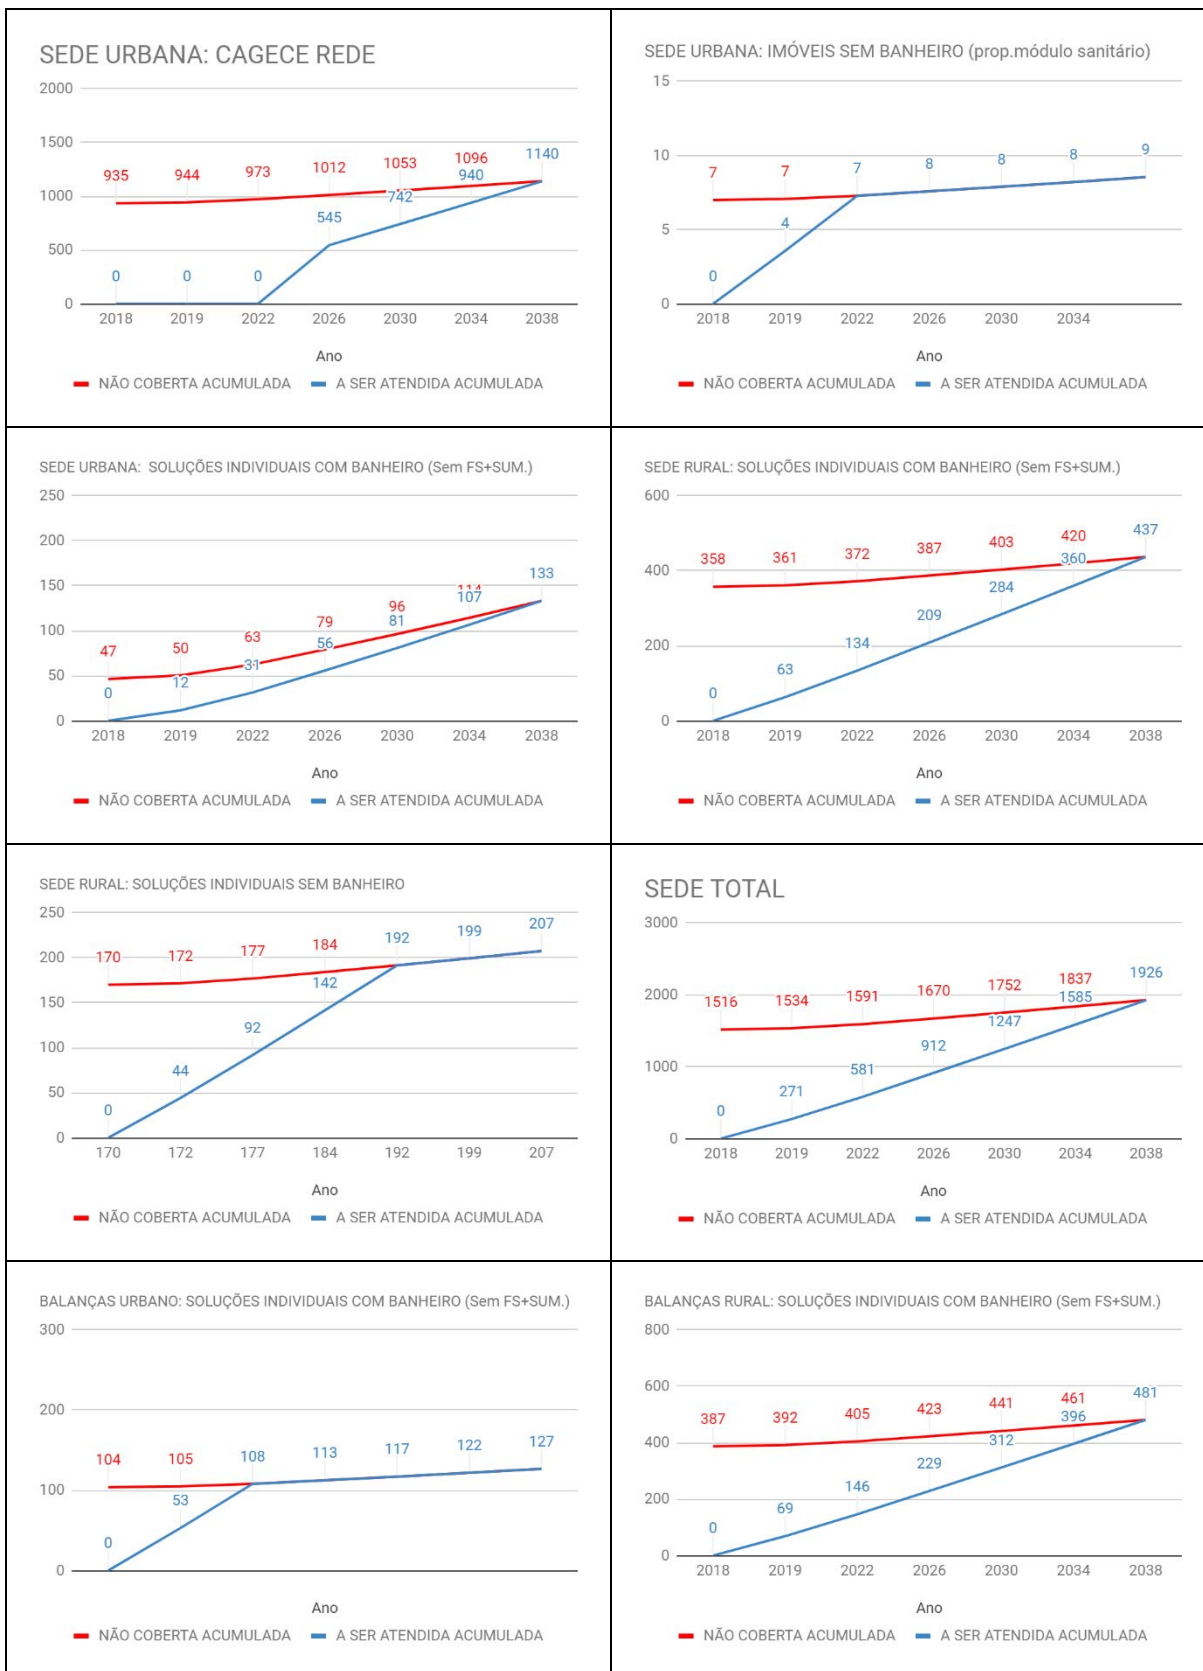 SEDE URBANA: CAGECE REDE
2000
1500
1000
500
0
935 944 973 1012 1053 1096 1140
0 0 0 545 742 940
2018 2019 2022 2026 2030 2034 2038
Ano
NÃO COBERTA ACUMULADA A SER ATENDIDA ACUMULADA
SEDE URBANA: IMÓVEIS SEM BANHEIRO (prop.módulo sanitário)
15
10
5
0
7 7 7 8 8 8 9
0 4
2018 2019 2022 2026 2030 2034
Ano
NÃO COBERTA ACUMULADA A SER ATENDIDA ACUMULADA
SEDE URBANA: SOLUÇÕES INDIVIDUAIS COM BANHEIRO (Sem FS+SUM.)
250
200
150
100
50
0
47 50 63 79 96 114 133
0 12 31 56 81 107
2018 2019 2022 2026 2030 2034 2038
Ano
NÃO COBERTA ACUMULADA A SER ATENDIDA ACUMULADA
SEDE RURAL: SOLUÇÕES INDIVIDUAIS COM BANHEIRO (Sem FS+SUM.)
600
400
200
0
358 361 372 387 403 420 437
0 63 134 209 284 360
2018 2019 2022 2026 2030 2034 2038
Ano
NÃO COBERTA ACUMULADA A SER ATENDIDA ACUMULADA
SEDE RURAL: SOLUÇÕES INDIVIDUAIS SEM BANHEIRO
250
200
150
100
50
0
170 172 177 184 192 199 207
0 44 92 142
170 172 177 184 192 199 207
Ano
NÃO COBERTA ACUMULADA A SER ATENDIDA ACUMULADA
SEDE TOTAL
3000
2000
1000
0
1516 1534 1591 1670 1752 1837 1926
0 271 581 912 1247 1585
2018 2019 2022 2026 2030 2034 2038
Ano
NÃO COBERTA ACUMULADA A SER ATENDIDA ACUMULADA
BALANÇAS URBANO: SOLUÇÕES INDIVIDUAIS COM BANHEIRO (Sem FS+SUM.)
300
200
100
0
104 105 108 113 117 122 127
0 53
Ano
NÃO COBERTA ACUMULADA A SER ATENDIDA ACUMULADA
BALANÇAS RURAL: SOLUÇÕES INDIVIDUAIS COM BANHEIRO (Sem FS+SUM.)
800
600
400
200
0
387 392 405 423 441 461 481
0 69 146 229 312 396
2018 2019 2022 2026 2030 2034 2038
Ano
NÃO COBERTA ACUMULADA A SER ATENDIDA ACUMULADA